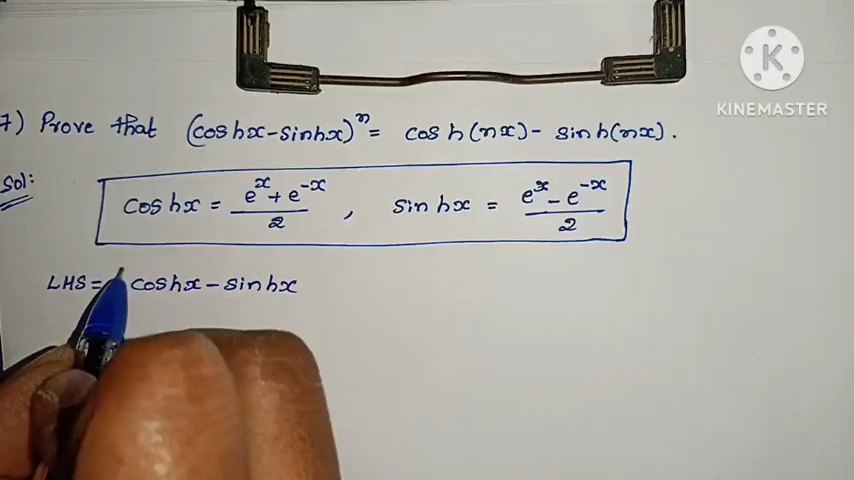 7) Prove that (coshx-sinhx)^n = cosh(nx) - sinh(nx).
Sol:
coshx = (e^x + e^-x)/2 , sinhx = (e^x - e^-x)/2
LHS = coshx - sinhx
KINEMASTER